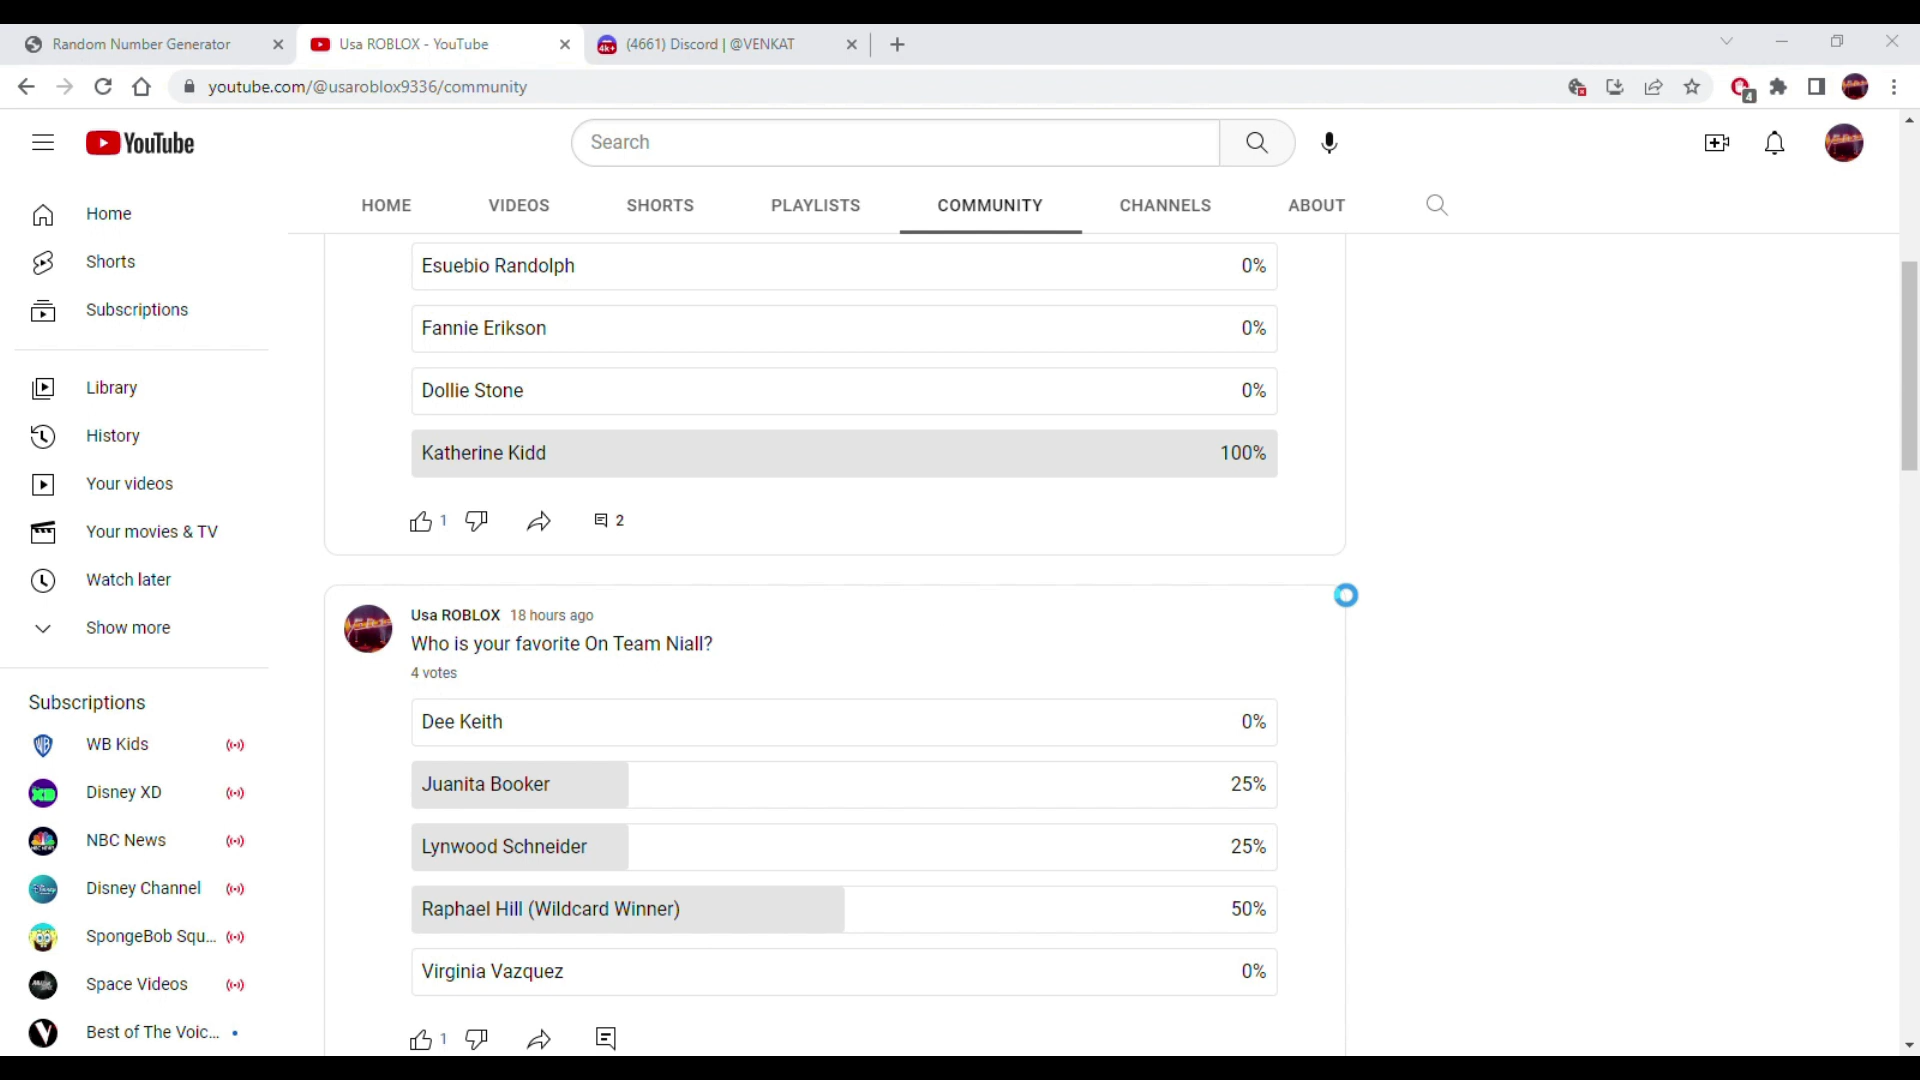 Random Number Generator
Usa ROBLOX - YouTube
(4661) Discord | @VENKAT
youtube.com/@usaroblox9336/community
4
YouTube
Search
HOME VIDEOS SHORTS PLAYLISTS COMMUNITY CHANNELS ABOUT
Home
Shorts
Subscriptions
Library
History
Your videos
Your movies & TV
Watch later
Show more
Subscriptions
WB Kids
Disney XD
NBC News
Disney Channel
SpongeBob Squ...
Space Videos
Best of The Voic...
Esuebio Randolph 0%
Fannie Erikson 0%
Dollie Stone 0%
Katherine Kidd 100%
1 2
Usa ROBLOX 18 hours ago
Who is your favorite On Team Niall?
4 votes
Dee Keith 0%
Juanita Booker 25%
Lynwood Schneider 25%
Raphael Hill (Wildcard Winner) 50%
Virginia Vazquez 0%
1